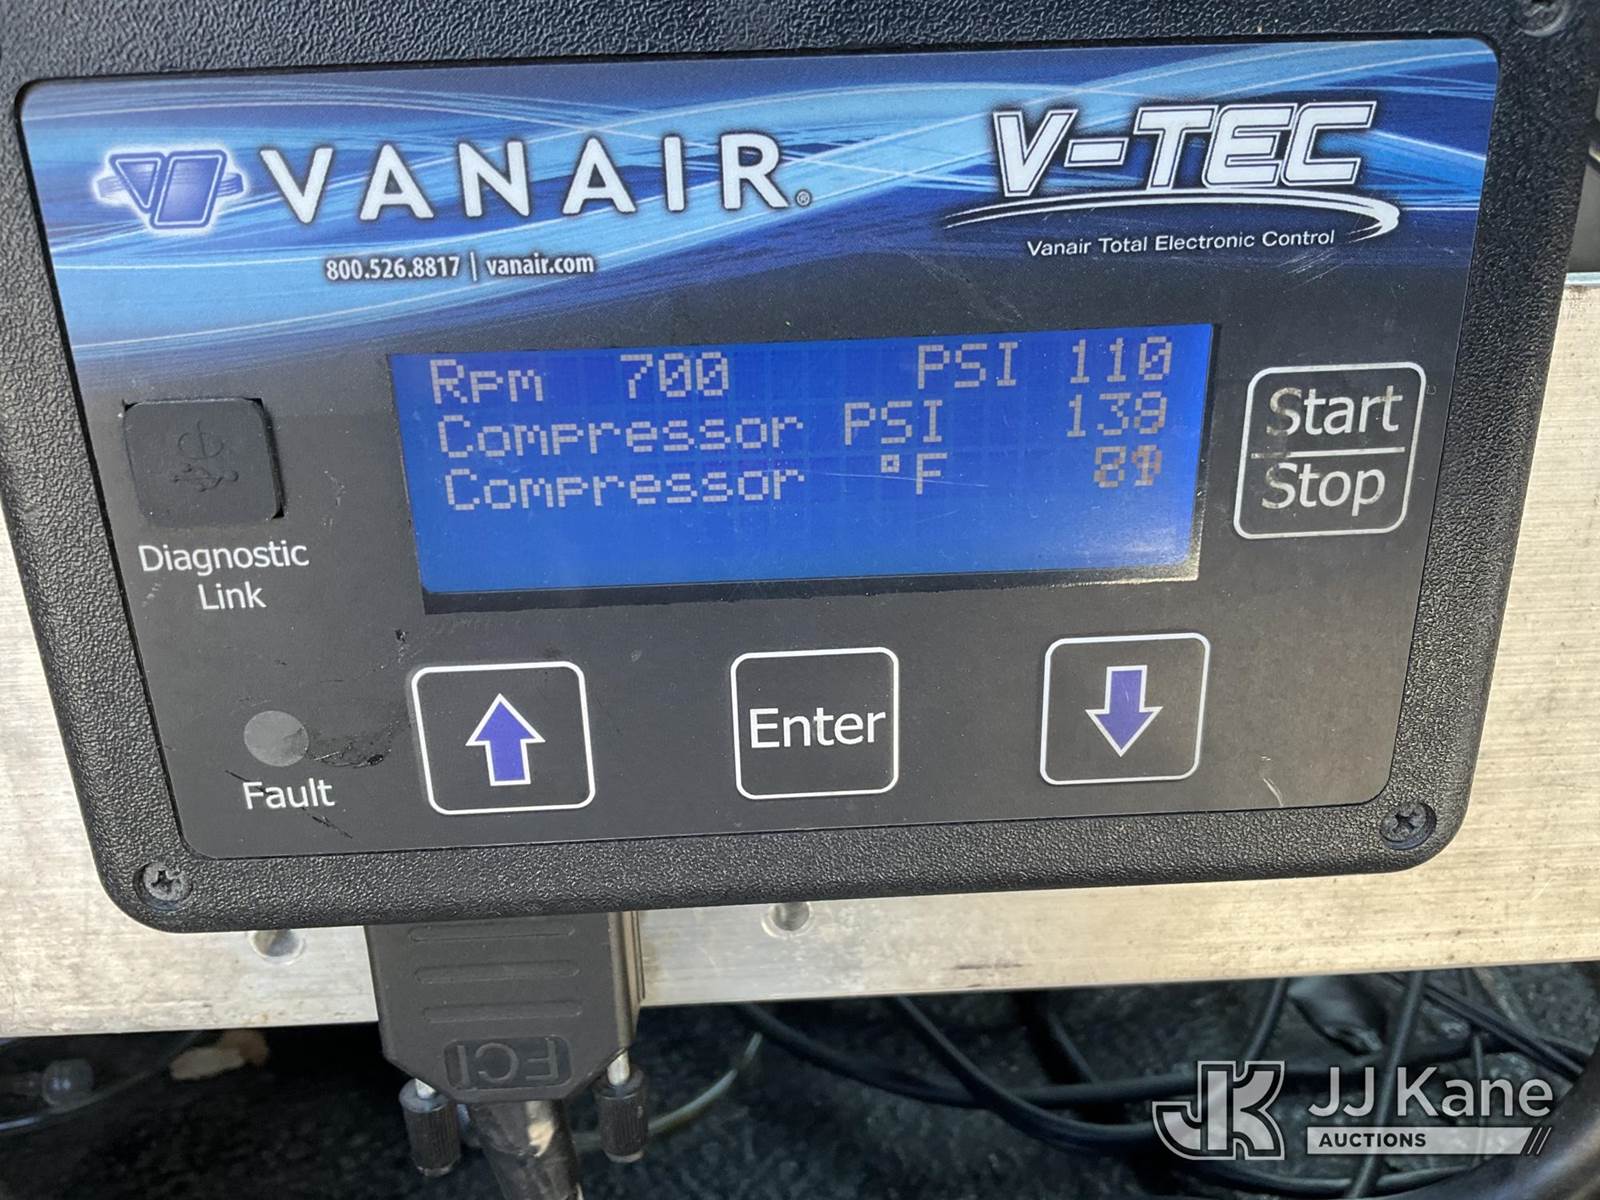 VANAIR®
V-TEC
Vanair Total Electronic Control
800.526.8817 | vanair.com
Rpm 700 PSI 110
Compressor PSI
Compressor °F
Start
Stop
Diagnostic
Link
Enter
Fault
FCI
JK JJ Kane
AUCTIONS